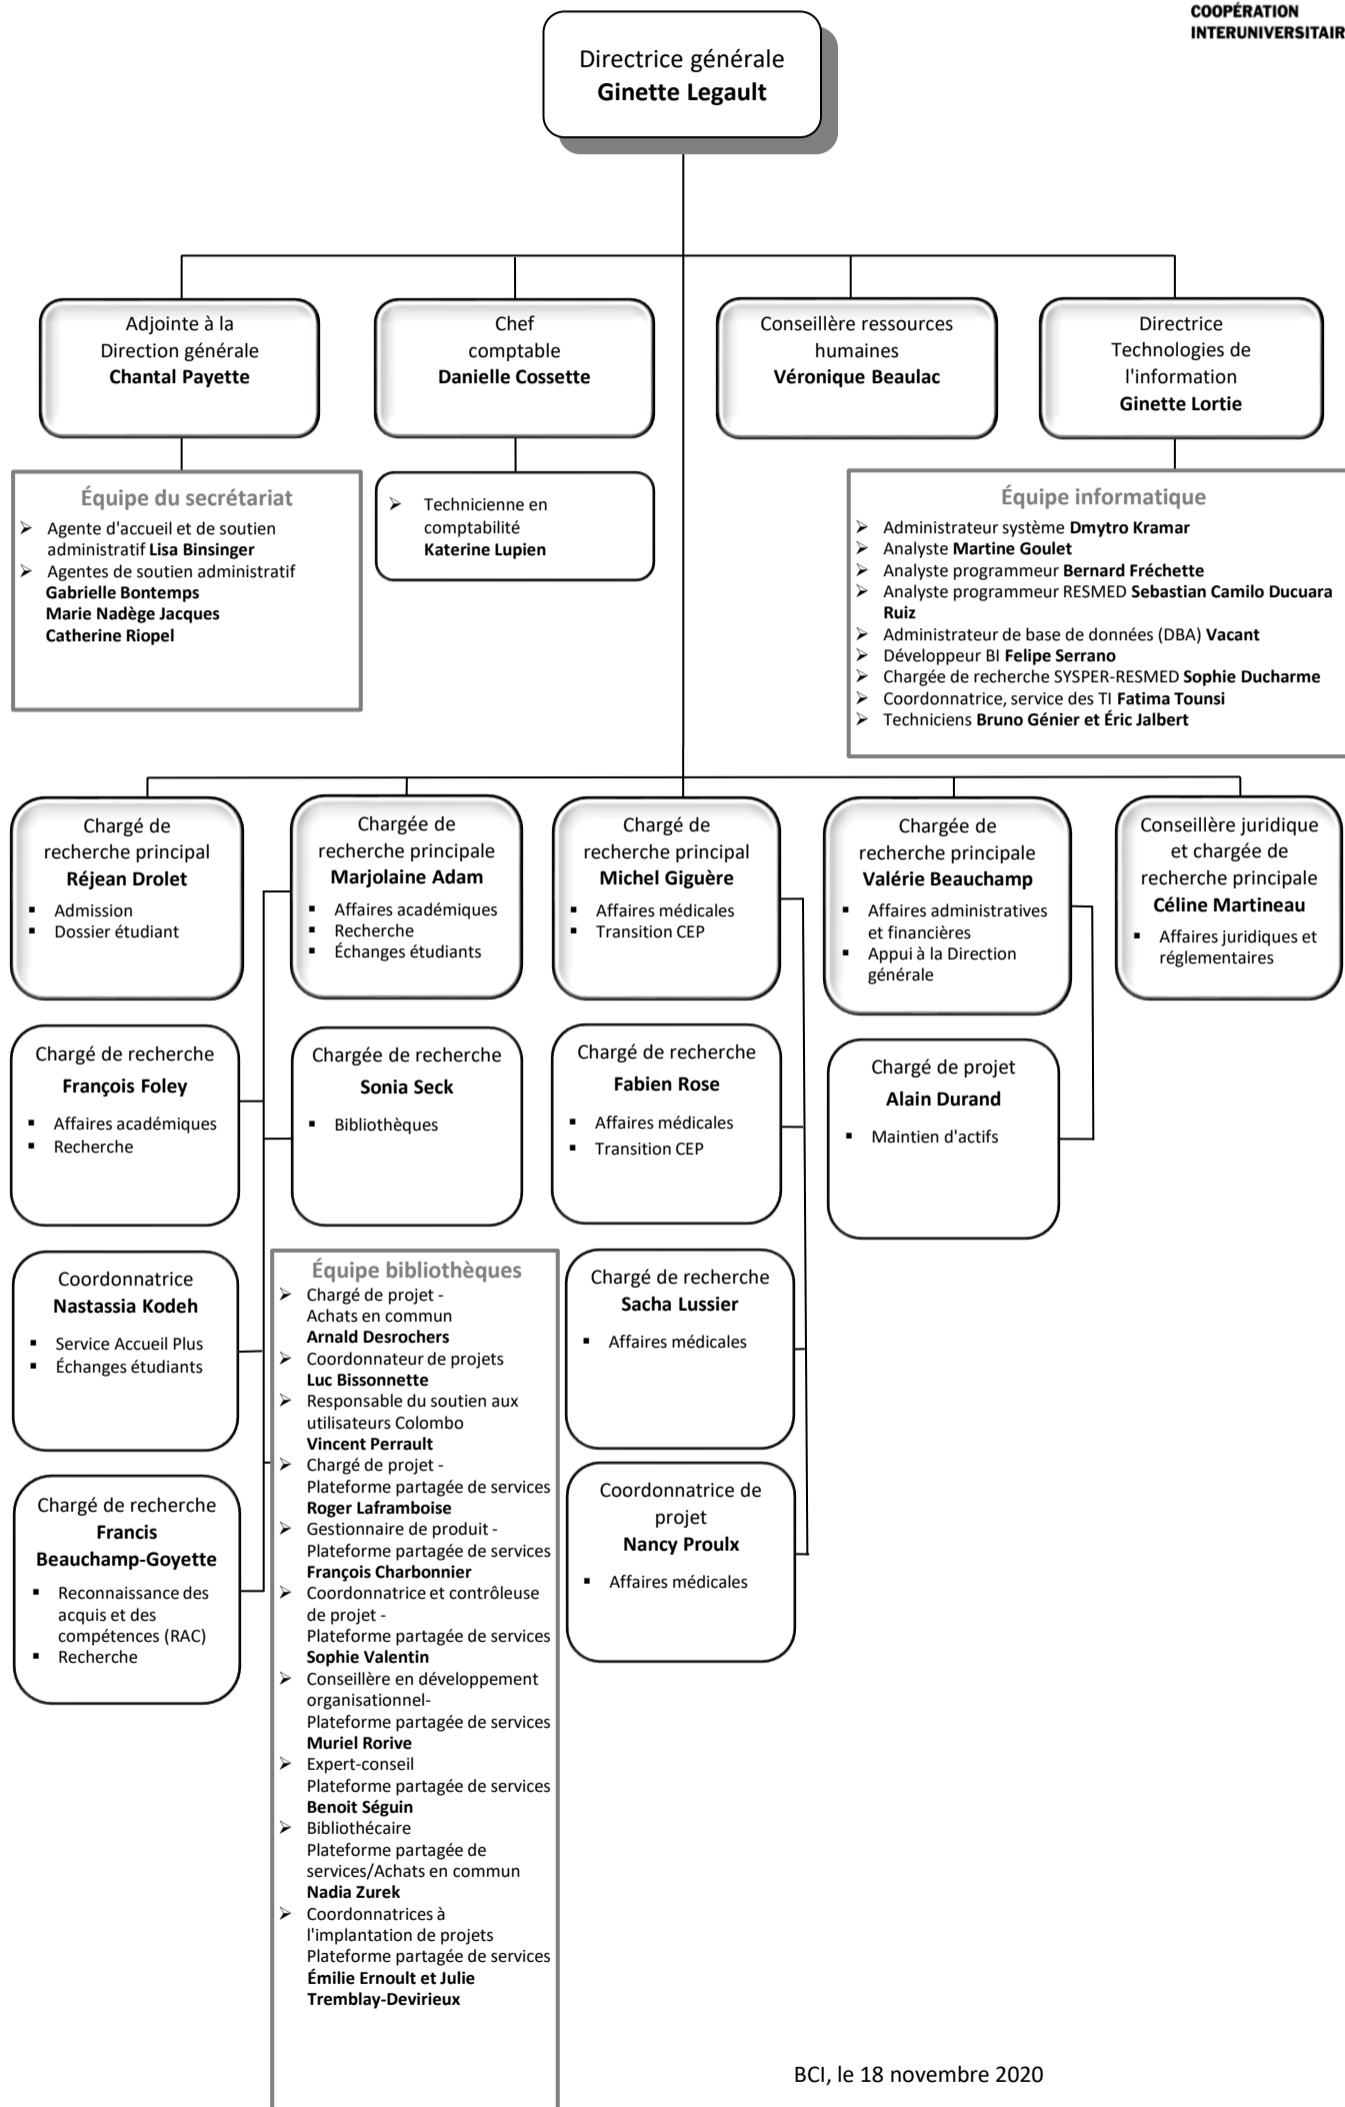 COOPÉRATION
INTERUNIVERSITAIR
Directrice générale
Ginette Legault
Adjointe à la
Direction générale
Chantal Payette
Chef
comptable
Danielle Cossette
Conseillère ressources
humaines
Véronique Beaulac
Directrice
Technologies de
l'information
Ginette Lortie
Équipe du secrétariat
➢ Agente d'accueil et de soutien
administratif Lisa Binsinger
➢ Agentes de soutien administratif
Gabrielle Bontemps
Marie Nadège Jacques
Catherine Riopel
➢ Technicienne en
comptabilité
Katerine Lupien
Équipe informatique
➢ Administrateur système Dmytro Kramar
➢ Analyste Martine Goulet
➢ Analyste programmeur Bernard Fréchette
➢ Analyste programmeur RESMED Sebastian Camilo Ducuara
Ruiz
➢ Administrateur de base de données (DBA) Vacant
➢ Développeur BI Felipe Serrano
➢ Chargée de recherche SYSPER-RESMED Sophie Ducharme
➢ Coordonnatrice, service des TI Fatima Tounsi
➢ Techniciens Bruno Génier et Éric Jalbert
Chargé de
recherche principal
Réjean Drolet
▪ Admission
▪ Dossier étudiant
Chargée de
recherche principale
Marjolaine Adam
▪ Affaires académiques
▪ Recherche
▪ Échanges étudiants
Chargé de
recherche principal
Michel Giguère
▪ Affaires médicales
▪ Transition CEP
Chargée de
recherche principale
Valérie Beauchamp
▪ Affaires administratives
et financières
▪ Appui à la Direction
générale
Conseillère juridique
et chargée de
recherche principale
Céline Martineau
▪ Affaires juridiques et
réglementaires
Chargé de recherche
François Foley
▪ Affaires académiques
▪ Recherche
Chargée de recherche
Sonia Seck
▪ Bibliothèques
Chargé de recherche
Fabien Rose
▪ Affaires médicales
▪ Transition CEP
Chargé de projet
Alain Durand
▪ Maintien d'actifs
Coordonnatrice
Nastassia Kodeh
▪ Service Accueil Plus
▪ Échanges étudiants
Chargé de recherche
Francis
Beauchamp-Goyette
▪ Reconnaissance des
acquis et des
compétences (RAC)
▪ Recherche
Équipe bibliothèques
➢ Chargé de projet -
Achats en commun
Arnald Desrochers
➢ Coordonnateur de projets
Luc Bissonnette
➢ Responsable du soutien aux
utilisateurs Colombo
Vincent Perrault
➢ Chargé de projet -
Plateforme partagée de services
Roger Laframboise
➢ Gestionnaire de produit -
Plateforme partagée de services
François Charbonnier
➢ Coordonnatrice et contrôleuse
de projet -
Plateforme partagée de services
Sophie Valentin
➢ Conseillère en développement
organisationnel-
Plateforme partagée de services
Muriel Rorive
➢ Expert-conseil
Plateforme partagée de services
Benoit Séguin
➢ Bibliothécaire
Plateforme partagée de
services/Achats en commun
Nadia Zurek
➢ Coordonnatrices à
l'implantation de projets
Plateforme partagée de services
Émilie Ernoult et Julie
Tremblay-Devirieux
Chargé de recherche
Sacha Lussier
▪ Affaires médicales
Coordonnatrice de
projet
Nancy Proulx
▪ Affaires médicales
BCI, le 18 novembre 2020